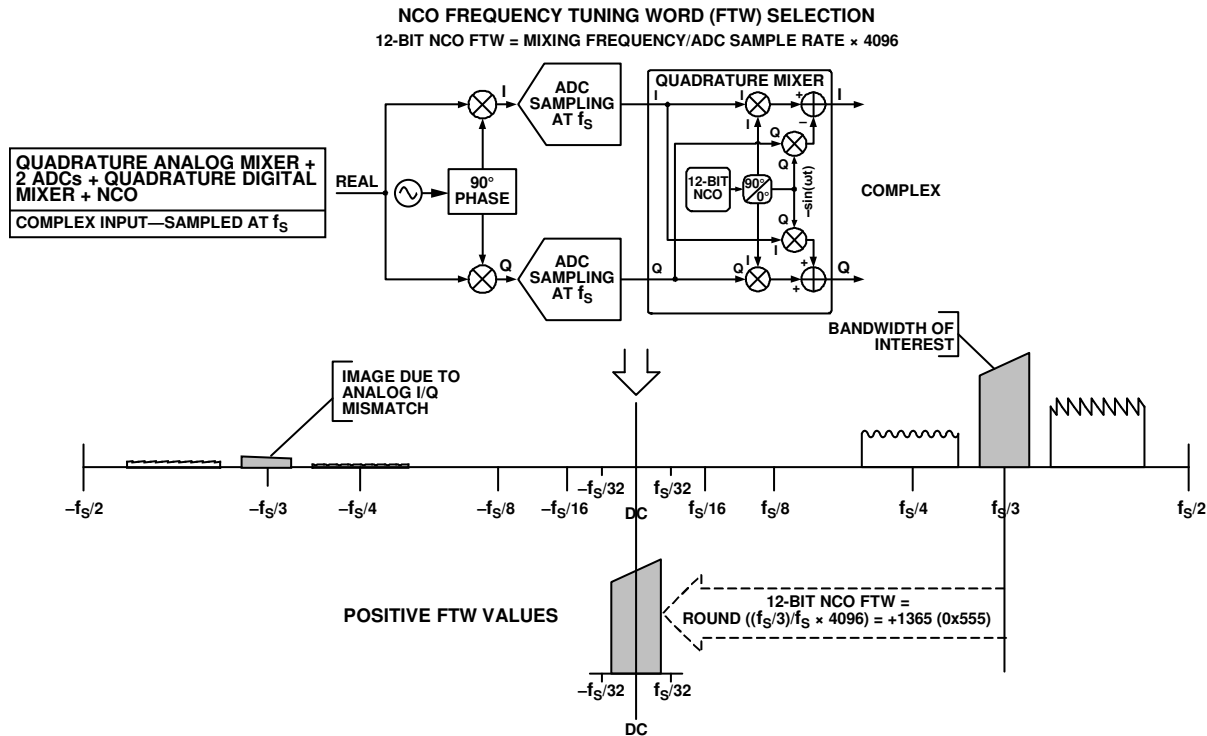 NCO FREQUENCY TUNING WORD (FTW) SELECTION
12-BIT NCO FTW = MIXING FREQUENCY/ADC SAMPLE RATE × 4096
QUADRATURE ANALOG MIXER +
2 ADCs + QUADRATURE DIGITAL
MIXER + NCO
COMPLEX INPUT—SAMPLED AT fS
REAL
90°
PHASE
I
ADC
SAMPLING
AT fS
Q
ADC
SAMPLING
AT fS
QUADRATURE MIXER
I
I
I
+
–
I
Q
Q
12-BIT
NCO
90°
0°
–sin(ωt)
COMPLEX
Q
I
+
Q
Q
I
+
Q
BANDWIDTH OF
INTEREST
IMAGE DUE TO
ANALOG I/Q
MISMATCH
–fS/2
–fS/3
–fS/4
–fS/8
–fS/16
–fS/32
DC
fS/32
fS/16
fS/8
fS/4
fS/3
fS/2
POSITIVE FTW VALUES
12-BIT NCO FTW =
ROUND ((fS/3)/fS × 4096) = +1365 (0x555)
–fS/32
fS/32
DC